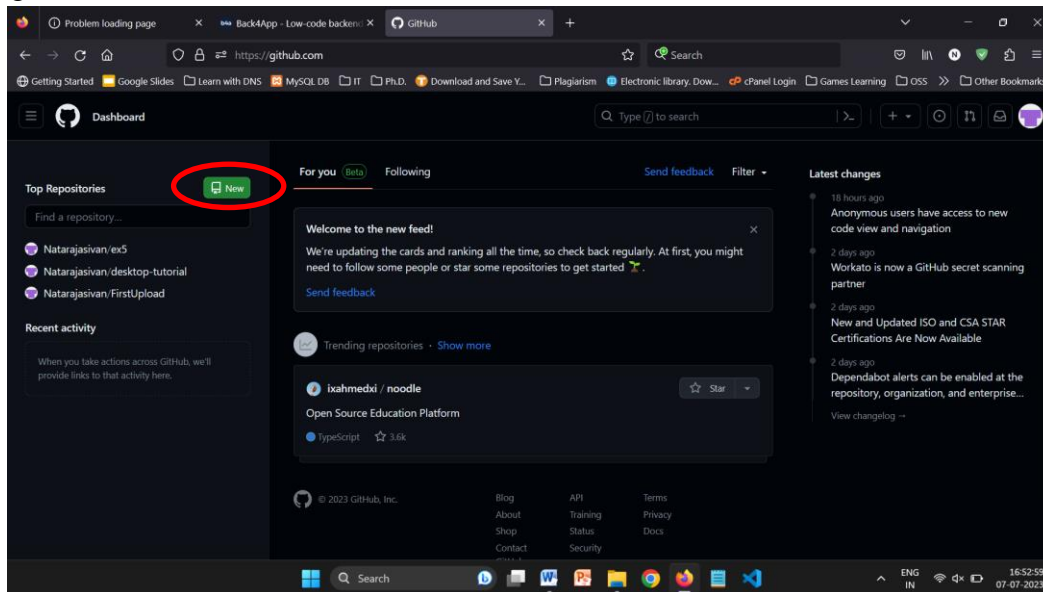 Problem loading page
Back4App - Low-code backend
GitHub
https://github.com
Search
Getting Started
Google Slides
Learn with DNS
MySQL DB
IT
Ph.D.
Download and Save Y...
Plagiarism
Electronic library. Dow...
cPanel Login
Games Learning
OSS
Other Bookmarks
Dashboard
Type / to search
Top Repositories
New
Find a repository...
Natarajasivan/ex5
Natarajasivan/desktop-tutorial
Natarajasivan/FirstUpload
Recent activity
When you take actions across GitHub, we'll
provide links to that activity here.
For you Beta Following Send feedback Filter
Welcome to the new feed!
We're updating the cards and ranking all the time, so check back regularly. At first, you might
need to follow some people or star some repositories to get started
Send feedback
Trending repositories · Show more
ixahmedxi / noodle
Star
Open Source Education Platform
TypeScript 3.6k
© 2023 GitHub, Inc.
Blog
About
Shop
Contact
API
Training
Status
Security
Terms
Privacy
Docs
Latest changes
18 hours ago
Anonymous users have access to new
code view and navigation
2 days ago
Workato is now a GitHub secret scanning
partner
2 days ago
New and Updated ISO and CSA STAR
Certifications Are Now Available
2 days ago
Dependabot alerts can be enabled at the
repository, organization, and enterprise...
View changelog →
Search
ENG
IN
16:52:59
07-07-2023